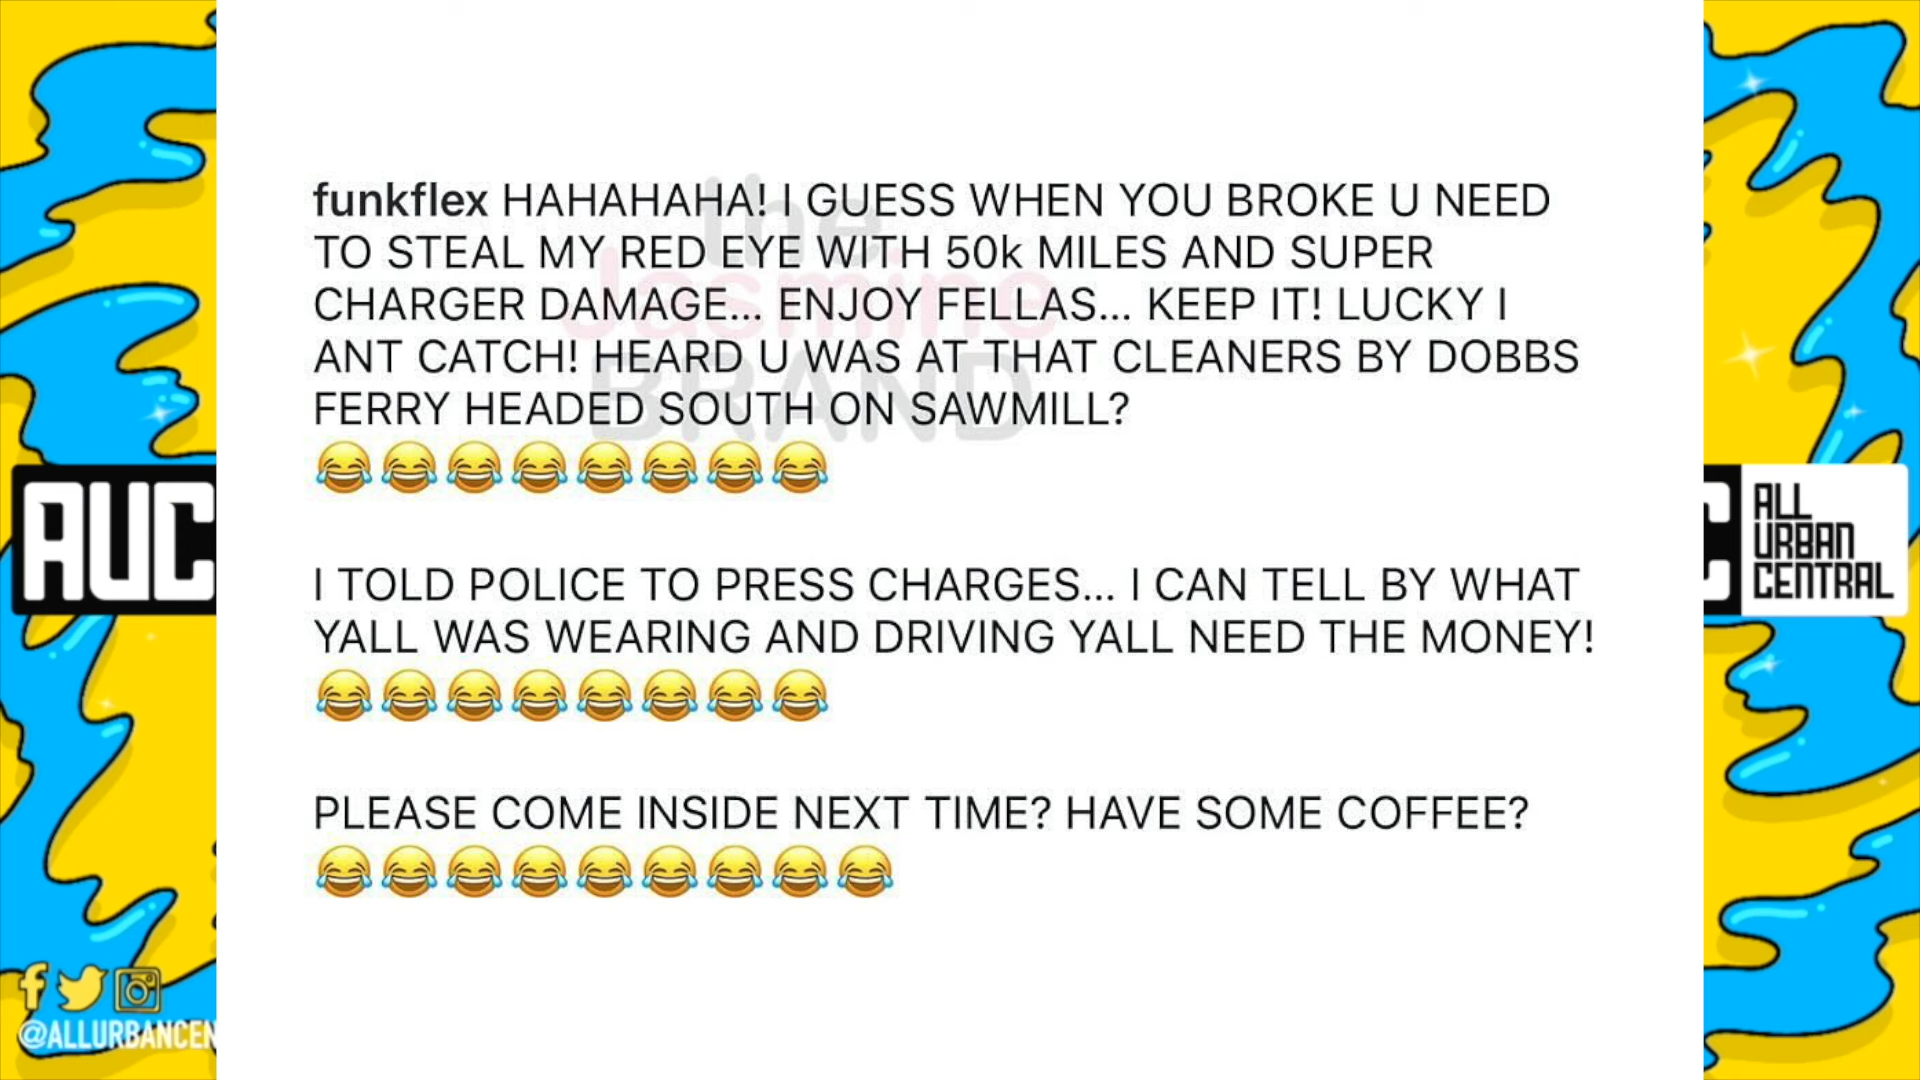 funkflex HAHAHAHA! I GUESS WHEN YOU BROKE U NEED
TO STEAL MY RED EYE WITH 50k MILES AND SUPER
CHARGER DAMAGE... ENJOY FELLAS... KEEP IT! LUCKY I
ANT CATCH! HEARD U WAS AT THAT CLEANERS BY DOBBS
FERRY HEADED SOUTH ON SAWMILL?
😂😂😂😂😂😂😂😂
I TOLD POLICE TO PRESS CHARGES... I CAN TELL BY WHAT
YALL WAS WEARING AND DRIVING YALL NEED THE MONEY!
😂😂😂😂😂😂😂😂
PLEASE COME INSIDE NEXT TIME? HAVE SOME COFFEE?
😂😂😂😂😂😂😂😂😂
the
Jasmine
BRAND
AUC
C
ALL
URBAN
CENTRAL
@ALLURBANCEN